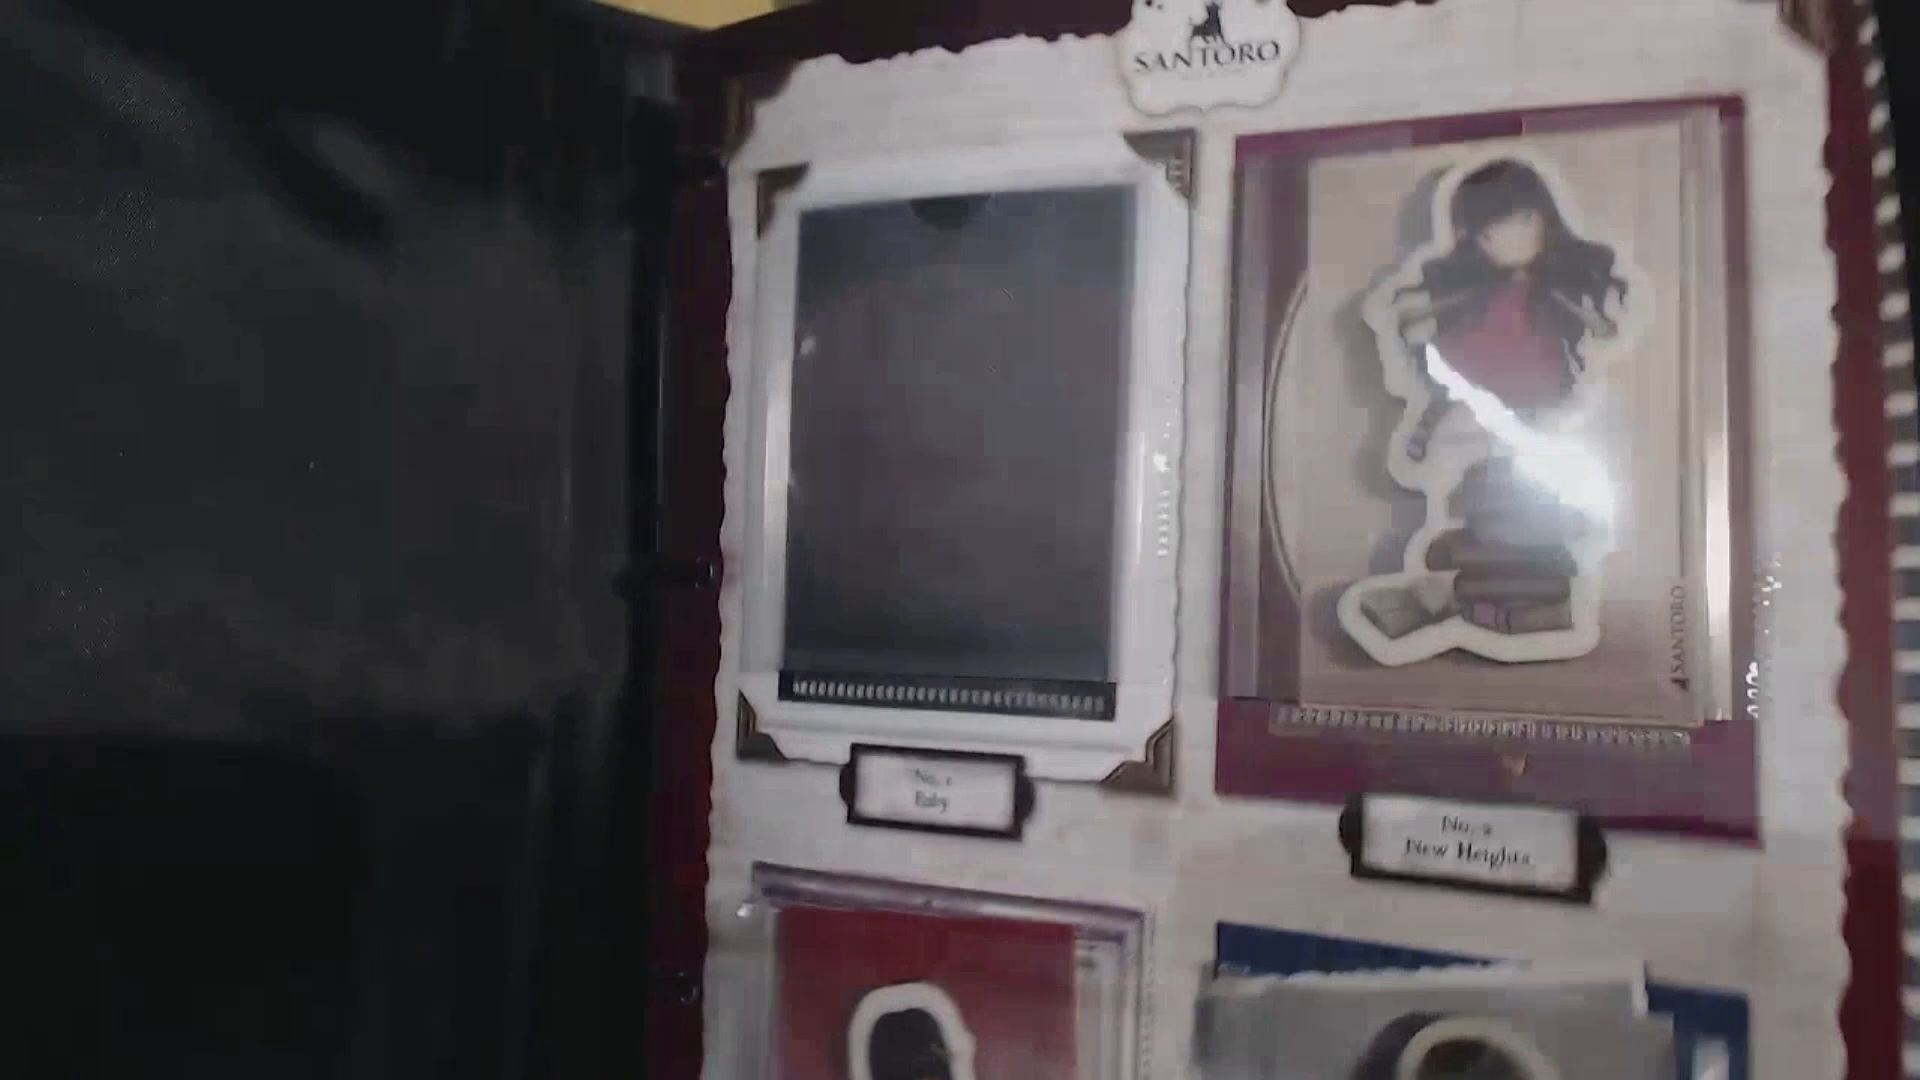 SANTORO
SANTORO
No. 1
Ruby
No. 2
New Heights